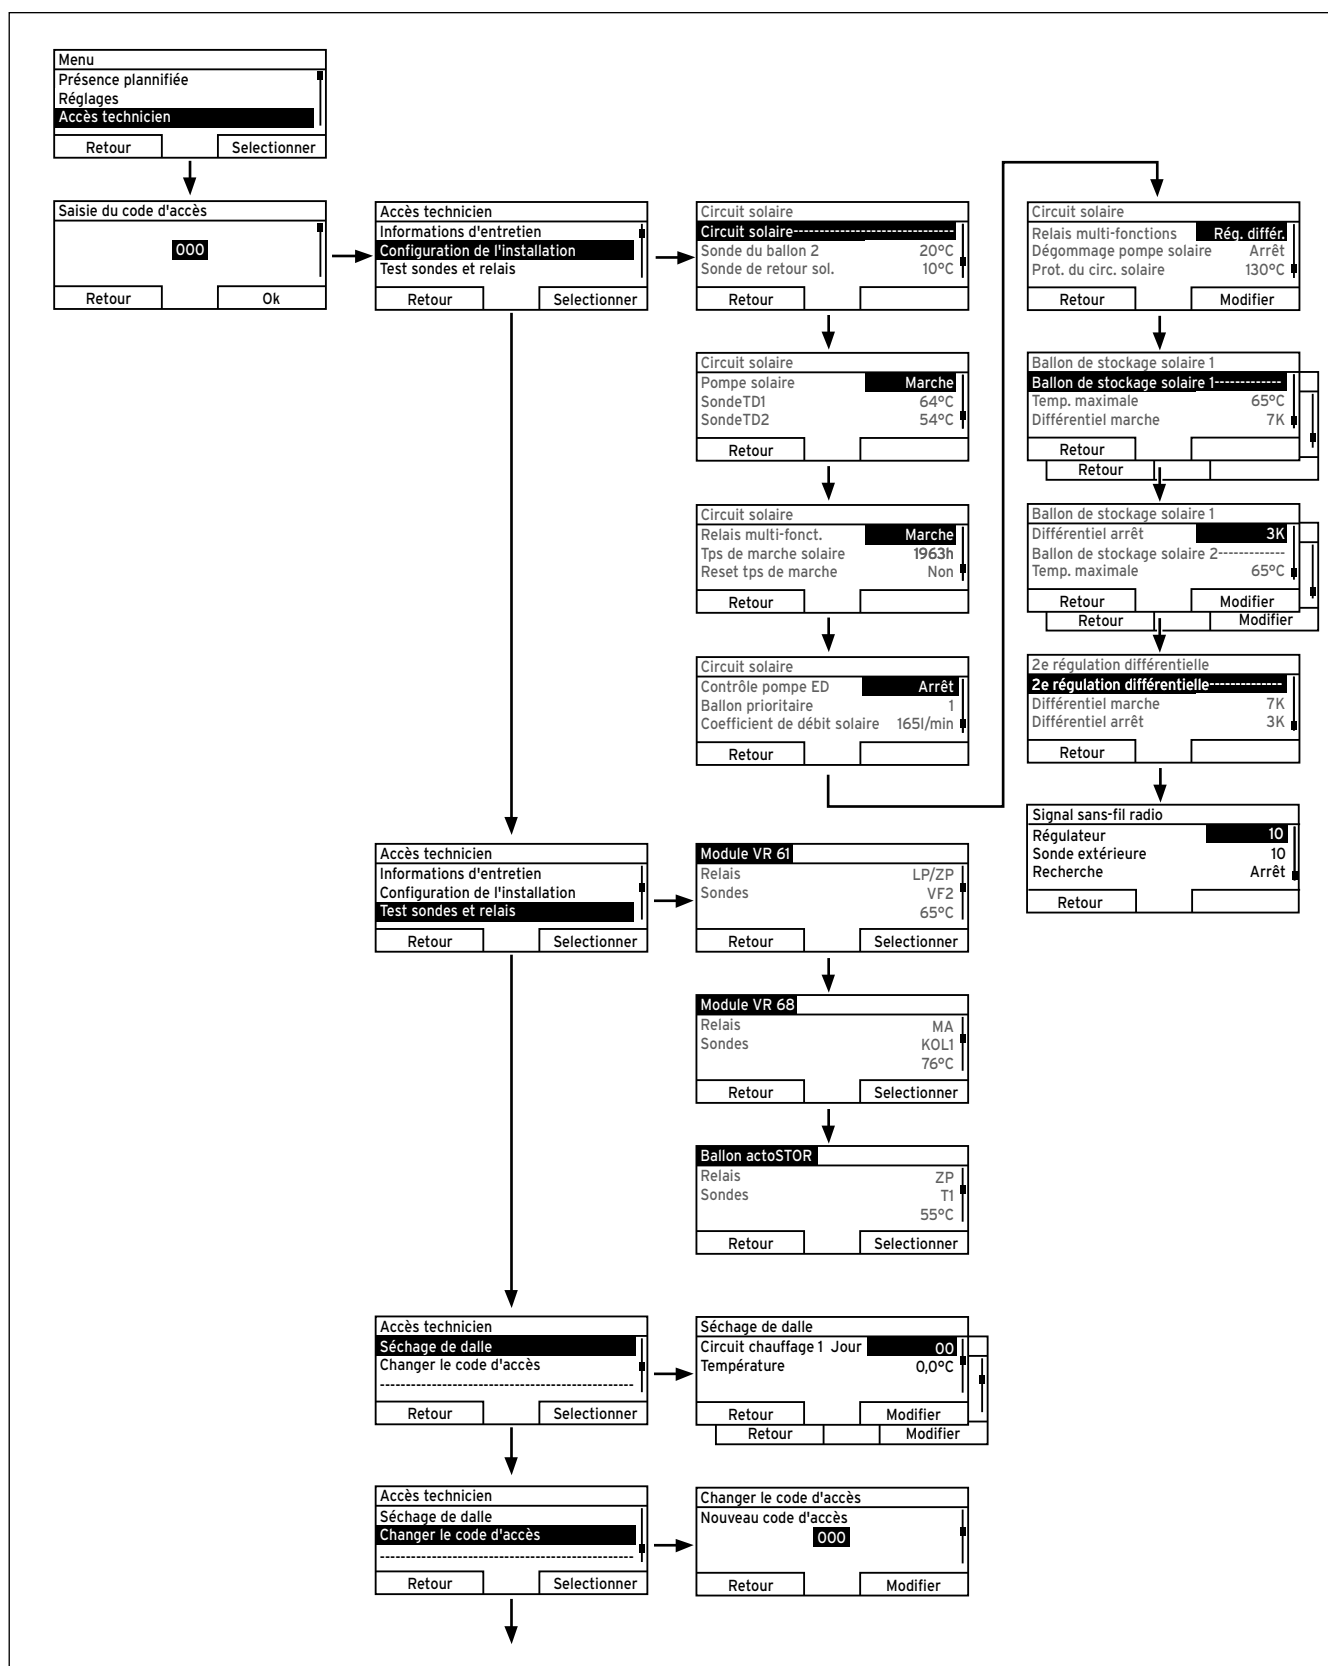 Menu
Présence plannifiée
Réglages
Accès technicien
Retour Selectionner
Saisie du code d'accès
000
Retour Ok
Accès technicien
Informations d'entretien
Configuration de l'installation
Test sondes et relais
Retour Selectionner
Circuit solaire
Circuit solaire--------------------------------
Sonde du ballon 2 20°C
Sonde de retour sol. 10°C
Retour
Circuit solaire
Pompe solaire Marche
SondeTD1 64°C
SondeTD2 54°C
Retour
Circuit solaire
Relais multi-fonct. Marche
Tps de marche solaire 1963h
Reset tps de marche Non
Retour
Circuit solaire
Contrôle pompe ED Arrêt
Ballon prioritaire 1
Coefficient de débit solaire 165l/min
Retour
Circuit solaire
Relais multi-fonctions Rég. différ.
Dégommage pompe solaire Arrêt
Prot. du circ. solaire 130°C
Retour Modifier
Ballon de stockage solaire 1
Ballon de stockage solaire 1-------------
Temp. maximale 65°C
Différentiel marche 7K
Retour
Retour
Ballon de stockage solaire 1
Différentiel arrêt 3K
Ballon de stockage solaire 2-------------
Temp. maximale 65°C
Retour Modifier
Retour Modifier
2e régulation différentielle
2e régulation différentielle-------------
Différentiel marche 7K
Différentiel arrêt 3K
Retour
Signal sans-fil radio
Régulateur 10
Sonde extérieure 10
Recherche Arrêt
Retour
Accès technicien
Informations d'entretien
Configuration de l'installation
Test sondes et relais
Retour Selectionner
Module VR 61
Relais LP/ZP
Sondes VF2
65°C
Retour Selectionner
Module VR 68
Relais MA
Sondes KOL1
76°C
Retour Selectionner
Ballon actoSTOR
Relais ZP
Sondes T1
55°C
Retour Selectionner
Accès technicien
Séchage de dalle
Changer le code d'accès
--------------------------------------------------
Retour Selectionner
Séchage de dalle
Circuit chauffage 1 Jour 00
Température 0,0°C
Retour Modifier
Retour Modifier
Accès technicien
Séchage de dalle
Changer le code d'accès
--------------------------------------------------
Retour Selectionner
Changer le code d'accès
Nouveau code d'accès
000
Retour Modifier